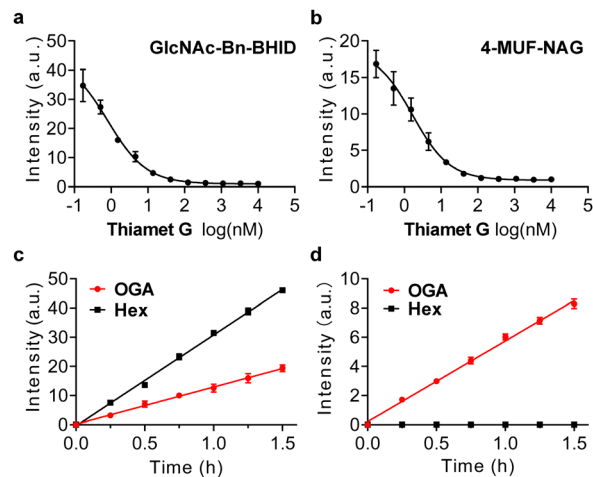 a
GlcNAc-Bn-BHID
Intensity (a.u.)
50
40
30
20
10
0
-1 0 1 2 3 4 5
Thiamet G log(nM)
b
4-MUF-NAG
Intensity (a.u.)
20
15
10
5
0
-1 0 1 2 3 4 5
Thiamet G log(nM)
c
OGA
Hex
Intensity (a.u.)
50
40
30
20
10
0
0.0 0.5 1.0 1.5
Time (h)
d
OGA
Hex
Intensity (a.u.)
10
8
6
4
2
0
0.0 0.5 1.0 1.5
Time (h)